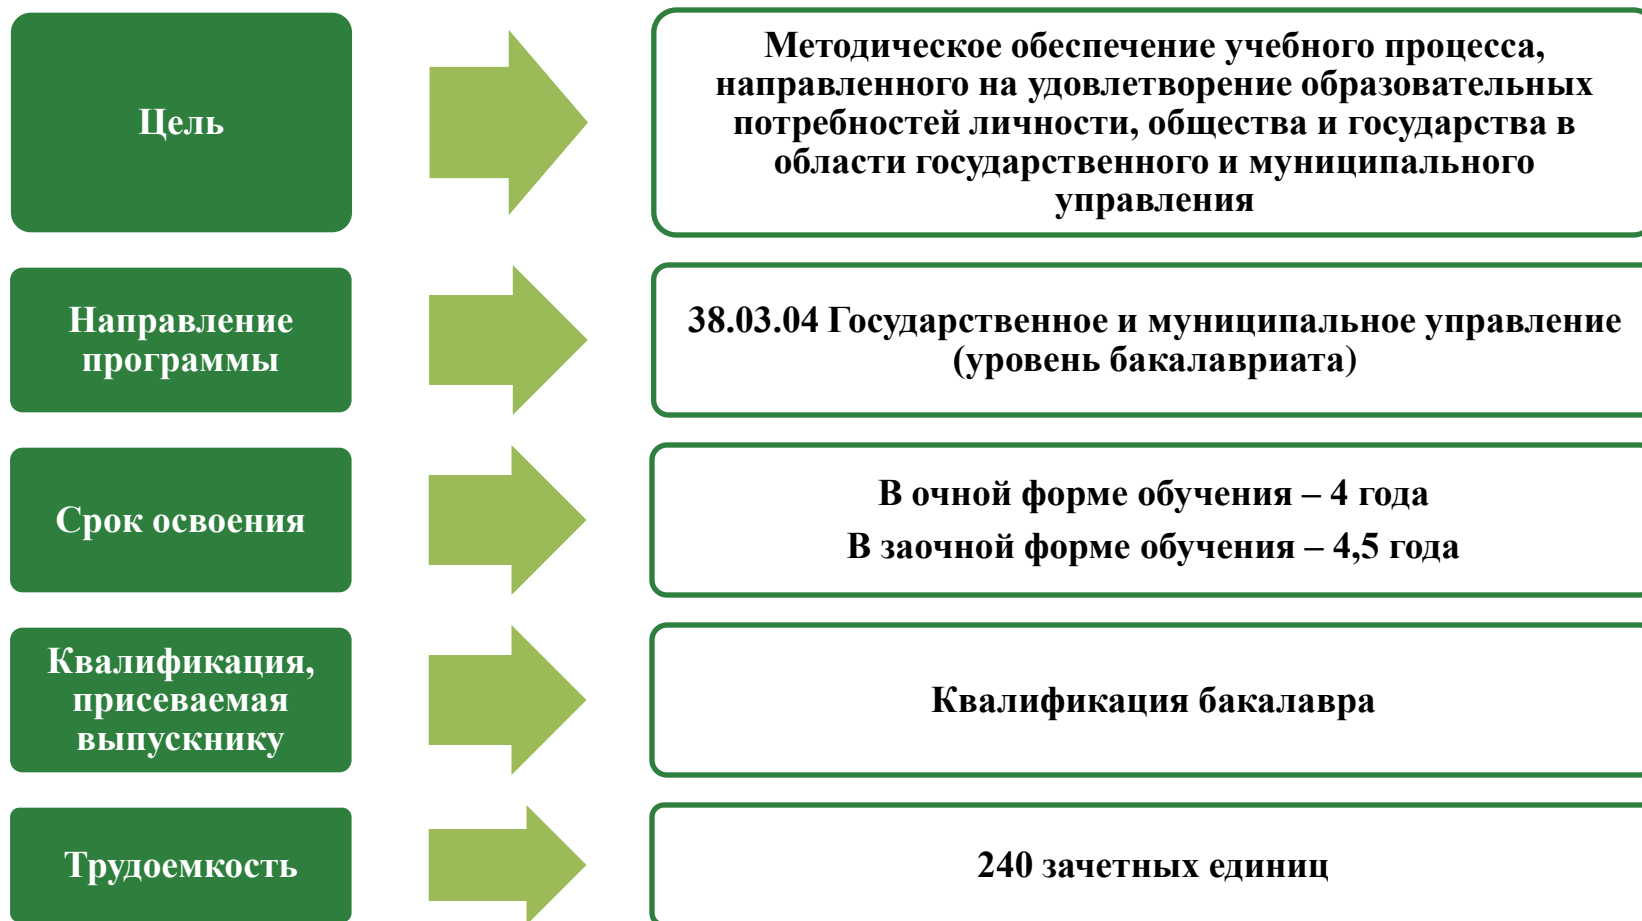 Цель
Методическое обеспечение учебного процесса,
направленного на удовлетворение образовательных
потребностей личности, общества и государства в
области государственного и муниципального
управления
Направление
программы
38.03.04 Государственное и муниципальное управление
(уровень бакалавриата)
Срок освоения
В очной форме обучения – 4 года
В заочной форме обучения – 4,5 года
Квалификация,
присеваемая
выпускнику
Квалификация бакалавра
Трудоемкость
240 зачетных единиц